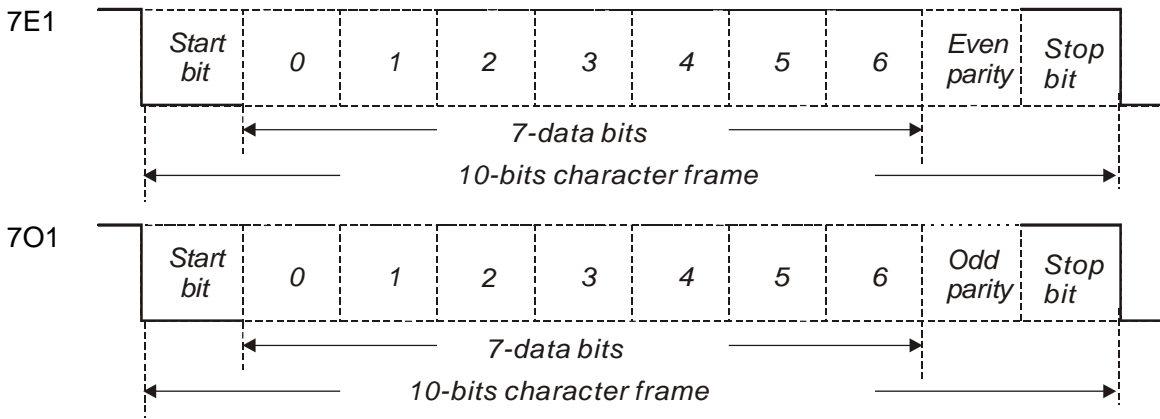 7E1
Start bit 0 1 2 3 4 5 6 Even parity Stop bit
7-data bits
10-bits character frame
7O1
Start bit 0 1 2 3 4 5 6 Odd parity Stop bit
7-data bits
10-bits character frame